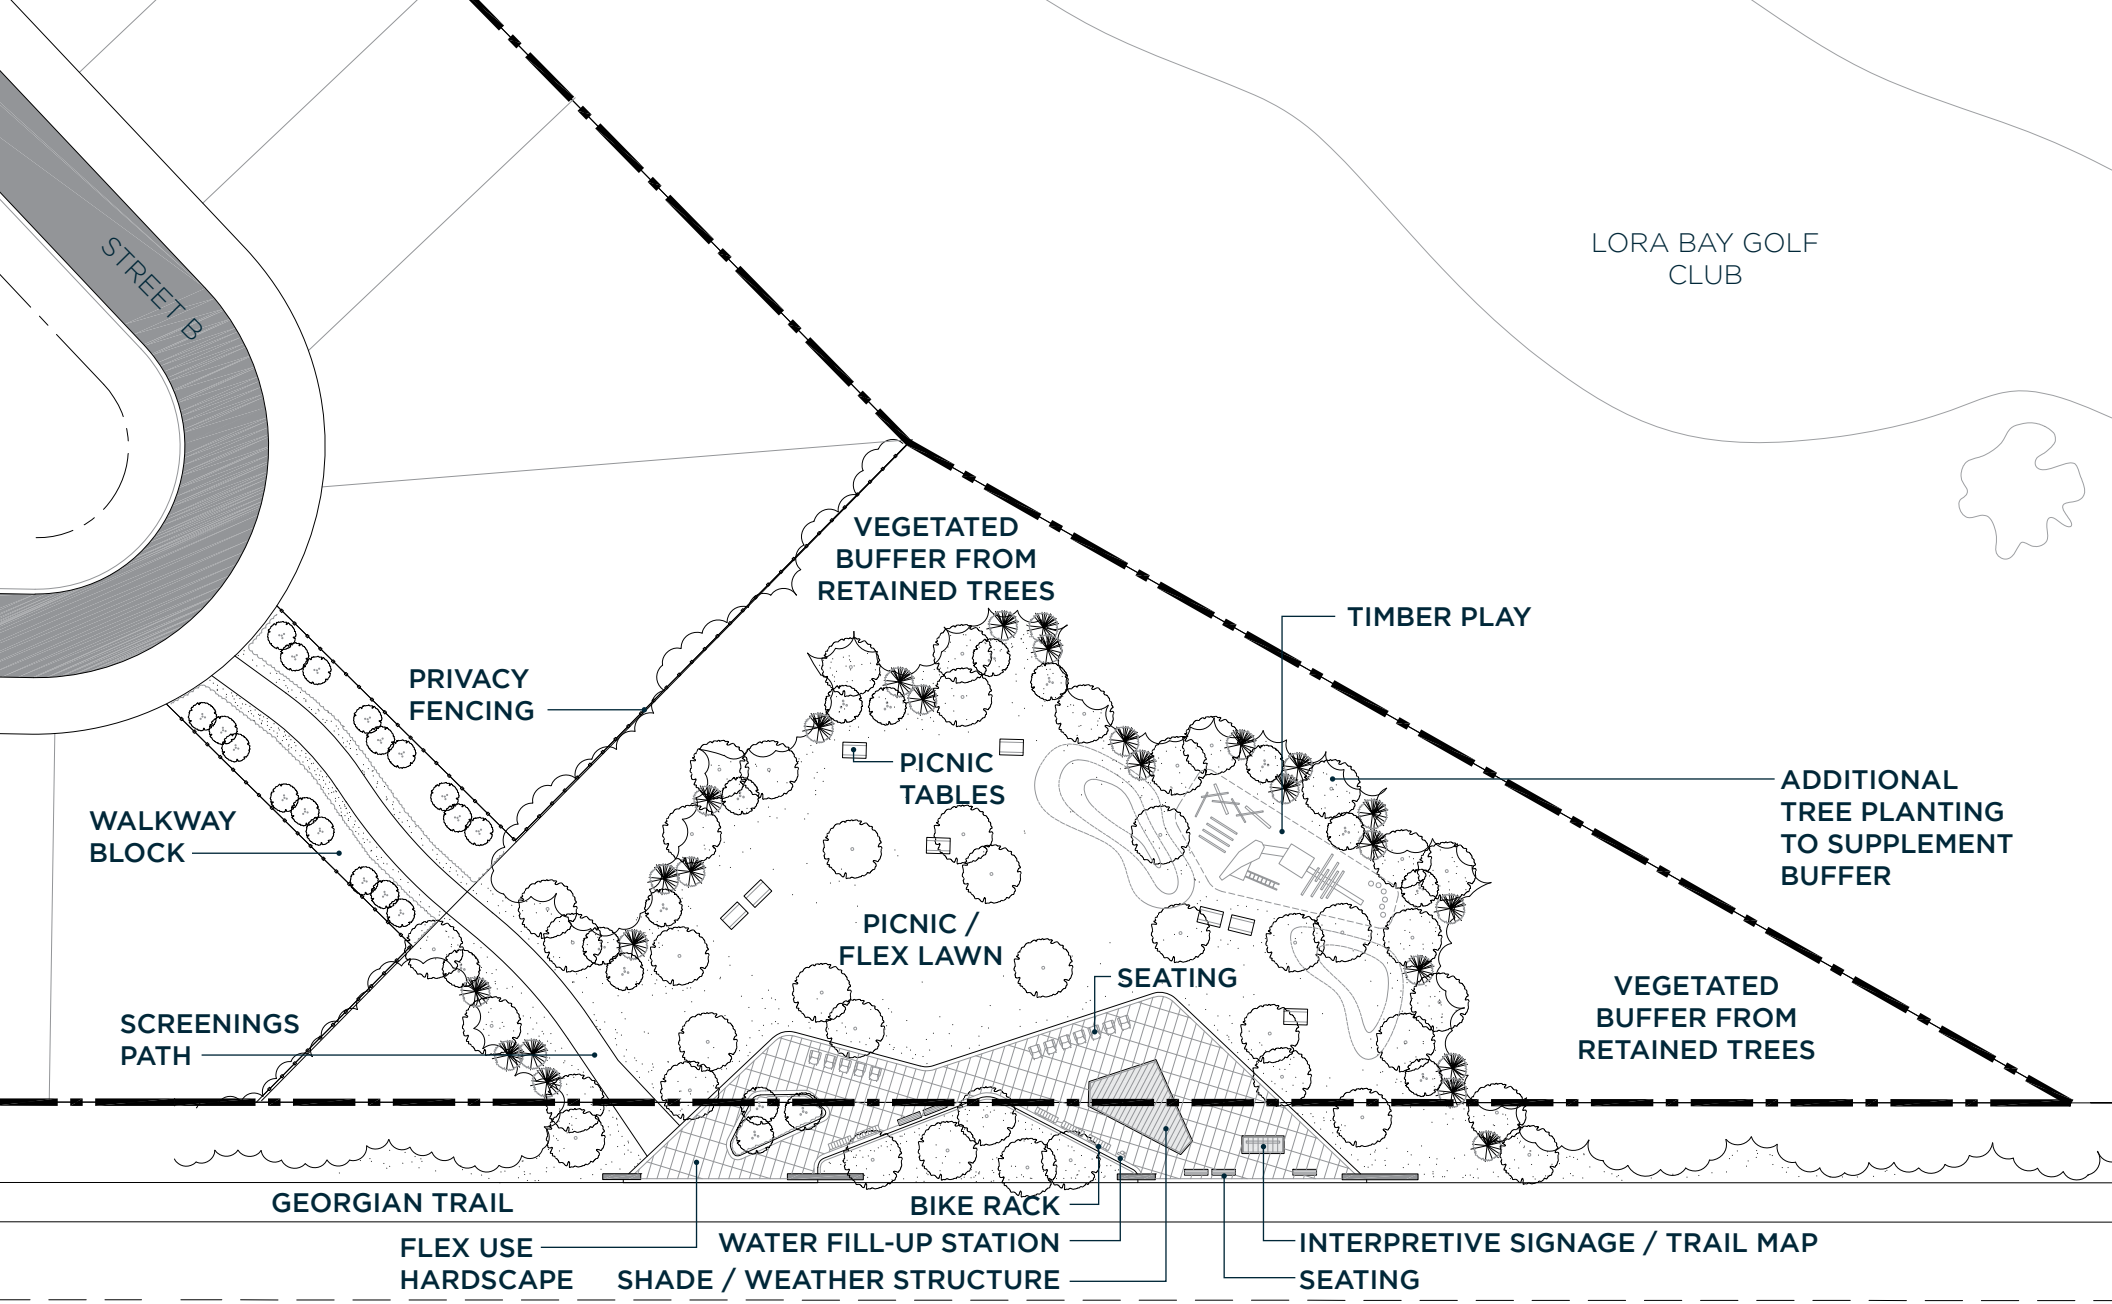 STREET B
LORA BAY GOLF
CLUB
VEGETATED
BUFFER FROM
RETAINED TREES
TIMBER PLAY
PRIVACY
FENCING
PICNIC
TABLES
ADDITIONAL
TREE PLANTING
TO SUPPLEMENT
BUFFER
WALKWAY
BLOCK
PICNIC /
FLEX LAWN
SEATING
VEGETATED
BUFFER FROM
RETAINED TREES
SCREENINGS
PATH
GEORGIAN TRAIL
BIKE RACK
FLEX USE
HARDSCAPE
WATER FILL-UP STATION
SHADE / WEATHER STRUCTURE
INTERPRETIVE SIGNAGE / TRAIL MAP
SEATING